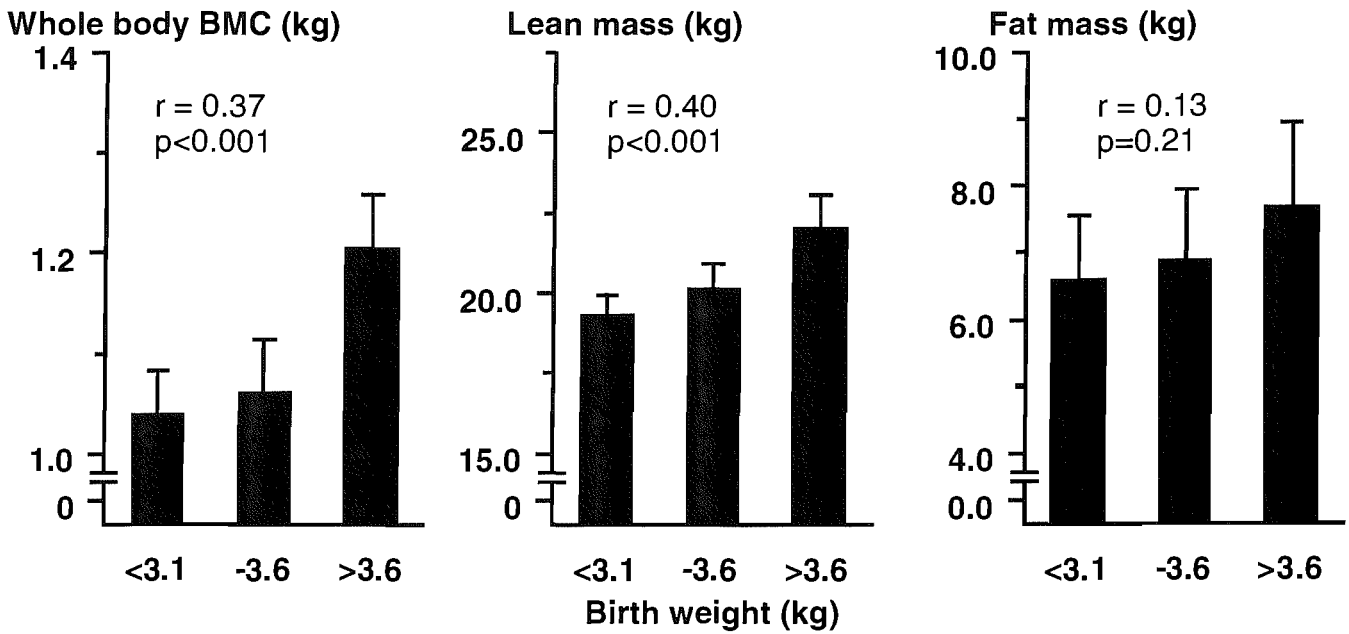 Whole body BMC (kg)
1.4
r = 0.37
p<0.001
1.2
1.0
0
<3.1 -3.6 >3.6
Lean mass (kg)
r = 0.40
p<0.001
25.0
20.0
15.0
0
<3.1 -3.6 >3.6
Fat mass (kg)
10.0
r = 0.13
p=0.21
8.0
6.0
4.0
0.0
<3.1 -3.6 >3.6
Birth weight (kg)